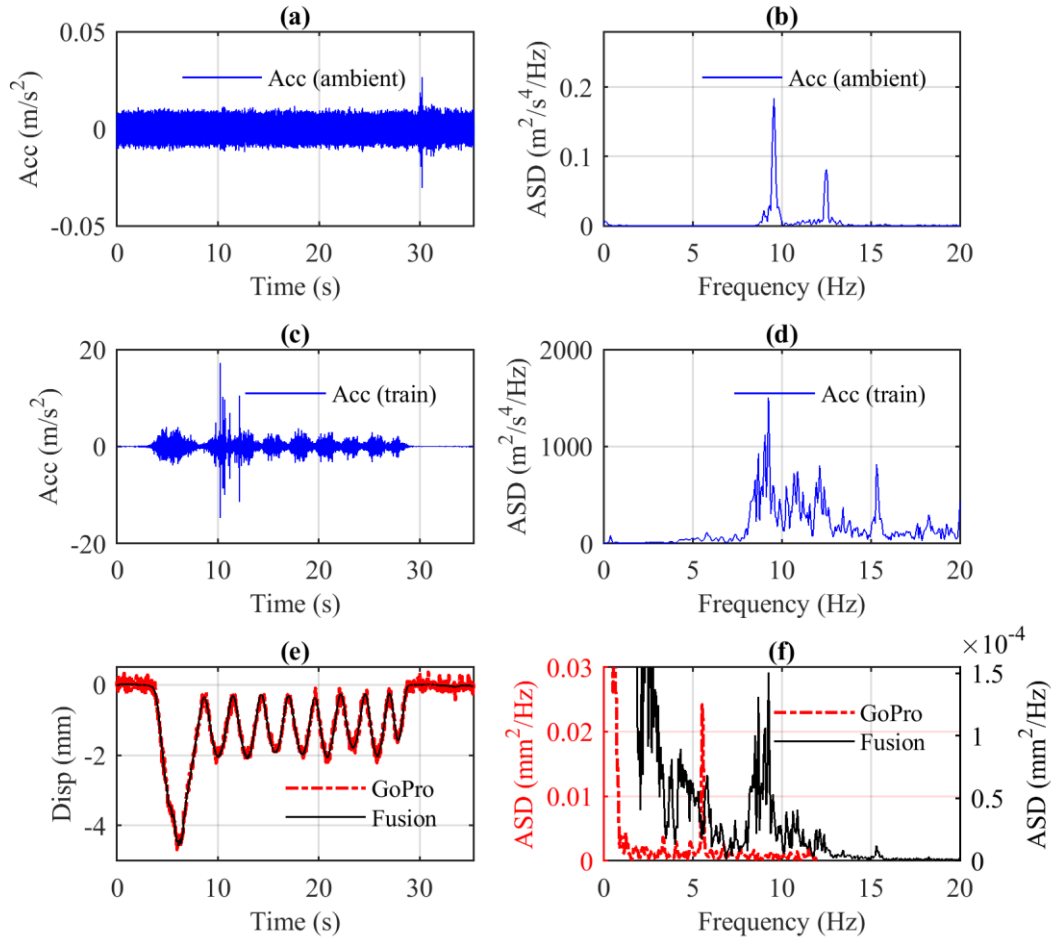 (a)
0.05
0
-0.05
Acc (m/s²)
Acc (ambient)
0 10 20 30
Time (s)
(b)
0.2
0.1
0
ASD (m²/s⁴/Hz)
Acc (ambient)
0 5 10 15 20
Frequency (Hz)
(c)
20
0
-20
Acc (m/s²)
Acc (train)
0 10 20 30
Time (s)
(d)
2000
1000
0
ASD (m²/s⁴/Hz)
Acc (train)
0 5 10 15 20
Frequency (Hz)
(e)
0
-2
-4
Disp (mm)
GoPro
Fusion
0 10 20 30
Time (s)
(f)
×10⁻⁴
0.03
0.02
0.01
0
ASD (mm²/Hz)
GoPro
Fusion
1.5
1
0.5
0
ASD (mm²/Hz)
0 5 10 15 20
Frequency (Hz)